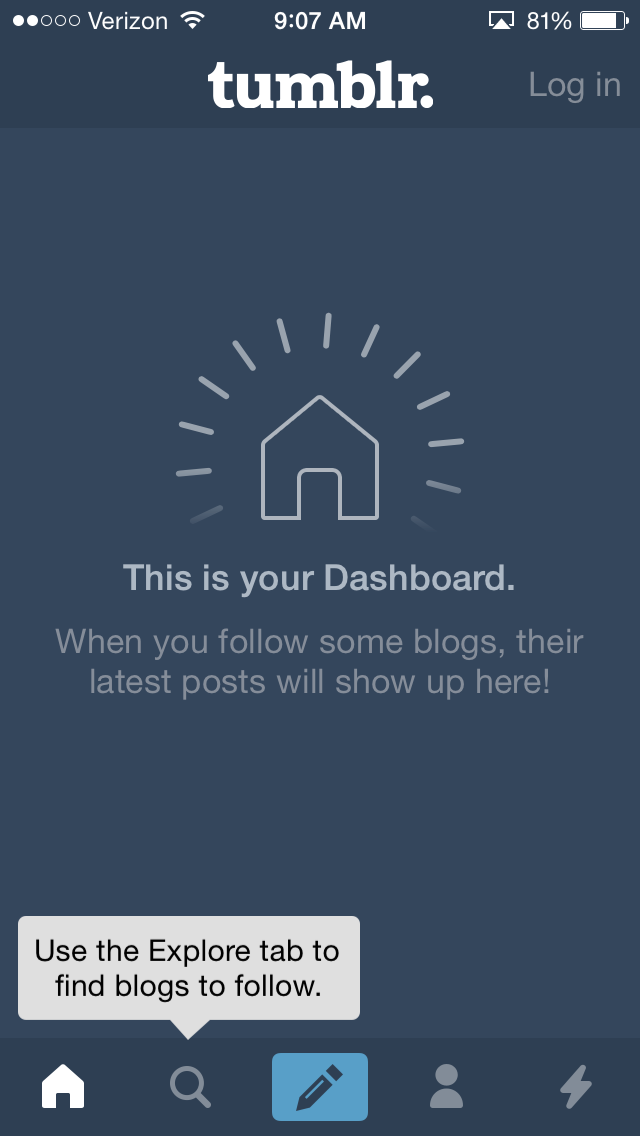 Verizon 9:07 AM 81%
tumblr. Log in
This is your Dashboard.
When you follow some blogs, their
latest posts will show up here!
Use the Explore tab to
find blogs to follow.